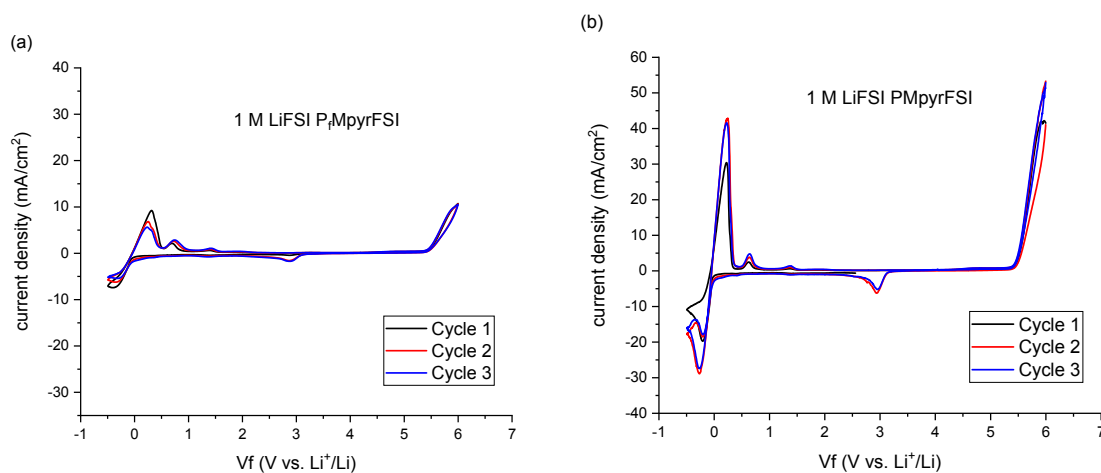 (a)
1 M LiFSI PfMpyrFSI
current density (mA/cm²)
40
30
20
10
0
-10
-20
-30
-1 0 1 2 3 4 5 6 7
Vf (V vs. Li⁺/Li)
Cycle 1
Cycle 2
Cycle 3
(b)
1 M LiFSI PMpyrFSI
current density (mA/cm²)
60
50
40
30
20
10
0
-10
-20
-30
-40
-1 0 1 2 3 4 5 6 7
Vf (V vs. Li⁺/Li)
Cycle 1
Cycle 2
Cycle 3